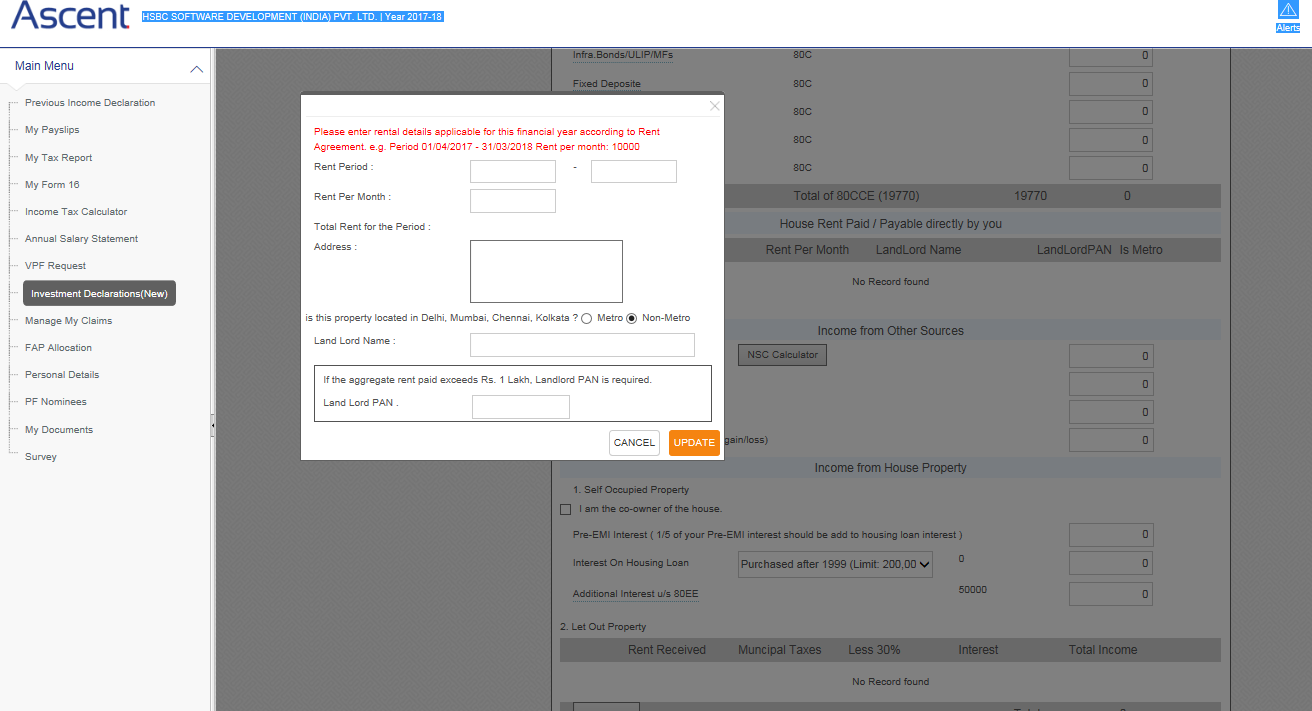 Ascent
HSBC SOFTWARE DEVELOPMENT (INDIA) PVT. LTD. | Year 2017-18
Alerts
Main Menu
Previous Income Declaration
My Payslips
My Tax Report
My Form 16
Income Tax Calculator
Annual Salary Statement
VPF Request
Investment Declarations(New)
Manage My Claims
FAP Allocation
Personal Details
PF Nominees
My Documents
Survey
Please enter rental details applicable for this financial year according to Rent
Agreement. e.g. Period 01/04/2017 - 31/03/2018 Rent per month: 10000
Rent Period :
-
Rent Per Month :
Total Rent for the Period :
Address :
is this property located in Delhi, Mumbai, Chennai, Kolkata ? Metro Non-Metro
Land Lord Name :
If the aggregate rent paid exceeds Rs. 1 Lakh, Landlord PAN is required.
Land Lord PAN .
CANCEL UPDATE
Infra.Bonds/ULIP/MFs 80C 0
Fixed Deposite 80C 0
80C 0
80C 0
80C 0
Total of 80CCE (19770) 19770 0
House Rent Paid / Payable directly by you
Rent Per Month LandLord Name LandLordPAN Is Metro
No Record found
Income from Other Sources
NSC Calculator 0
0
0
gain/loss) 0
Income from House Property
1. Self Occupied Property
I am the co-owner of the house.
Pre-EMI Interest ( 1/5 of your Pre-EMI interest should be add to housing loan interest ) 0
Interest On Housing Loan Purchased after 1999 (Limit: 200,00 0 0
Additional Interest u/s 80EE 50000 0
2. Let Out Property
Rent Received Muncipal Taxes Less 30% Interest Total Income
No Record found